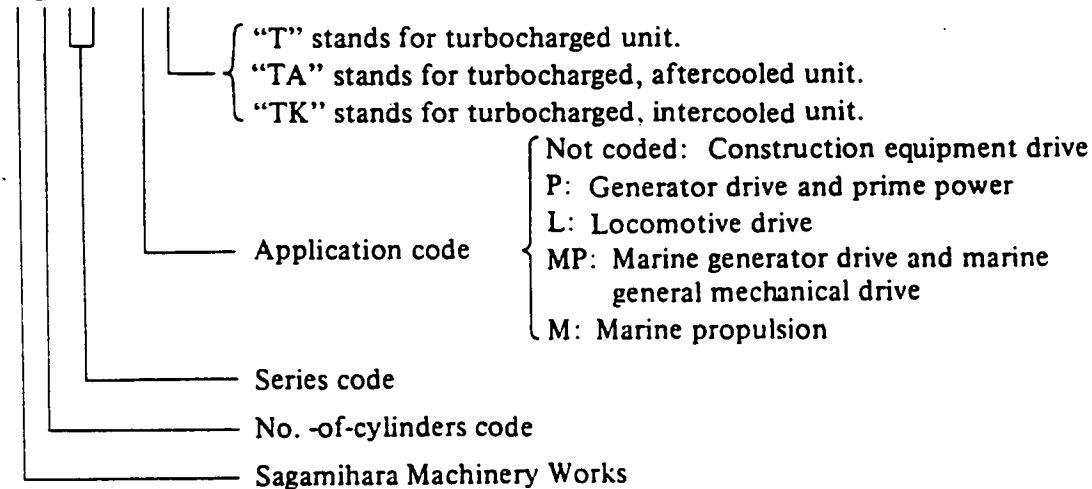 “T” stands for turbocharged unit.
“TA” stands for turbocharged, aftercooled unit.
“TK” stands for turbocharged, intercooled unit.
Not coded: Construction equipment drive
P: Generator drive and prime power
L: Locomotive drive
Application code
MP: Marine generator drive and marine
general mechanical drive
M: Marine propulsion
Series code
No. -of-cylinders code
Sagamihara Machinery Works